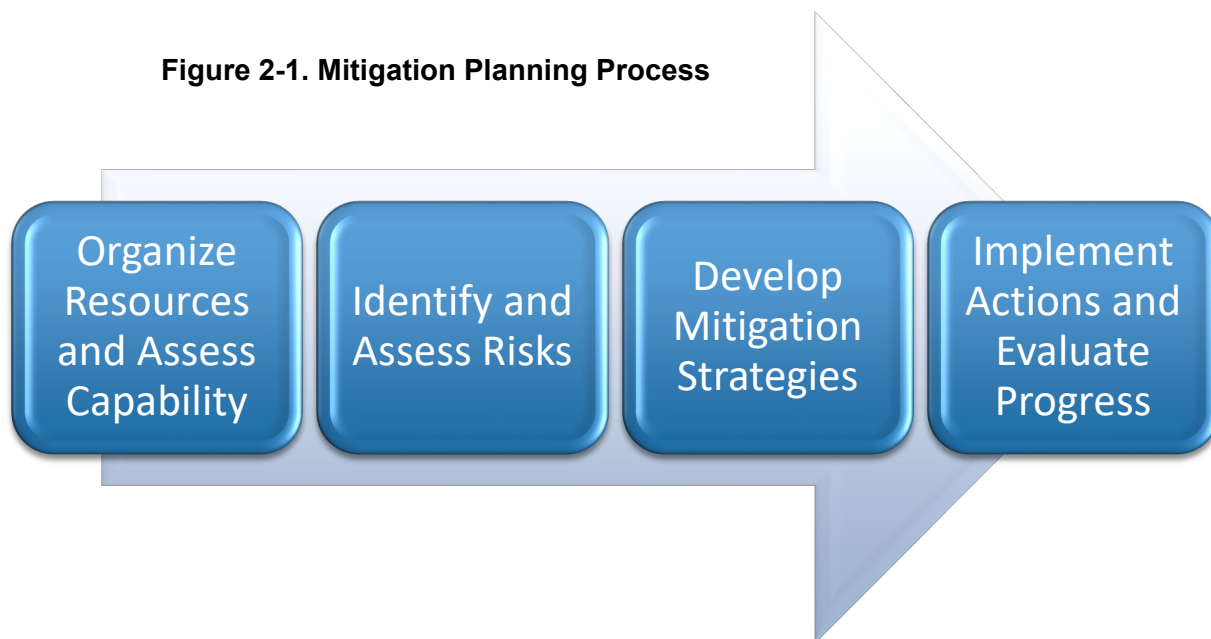 Figure 2-1. Mitigation Planning Process
Organize
Resources
and Assess
Capability
Identify and
Assess Risks
Develop
Mitigation
Strategies
Implement
Actions and
Evaluate
Progress